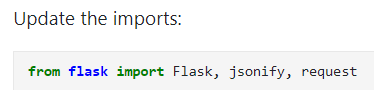 Update the imports:
from flask import Flask, jsonify, request